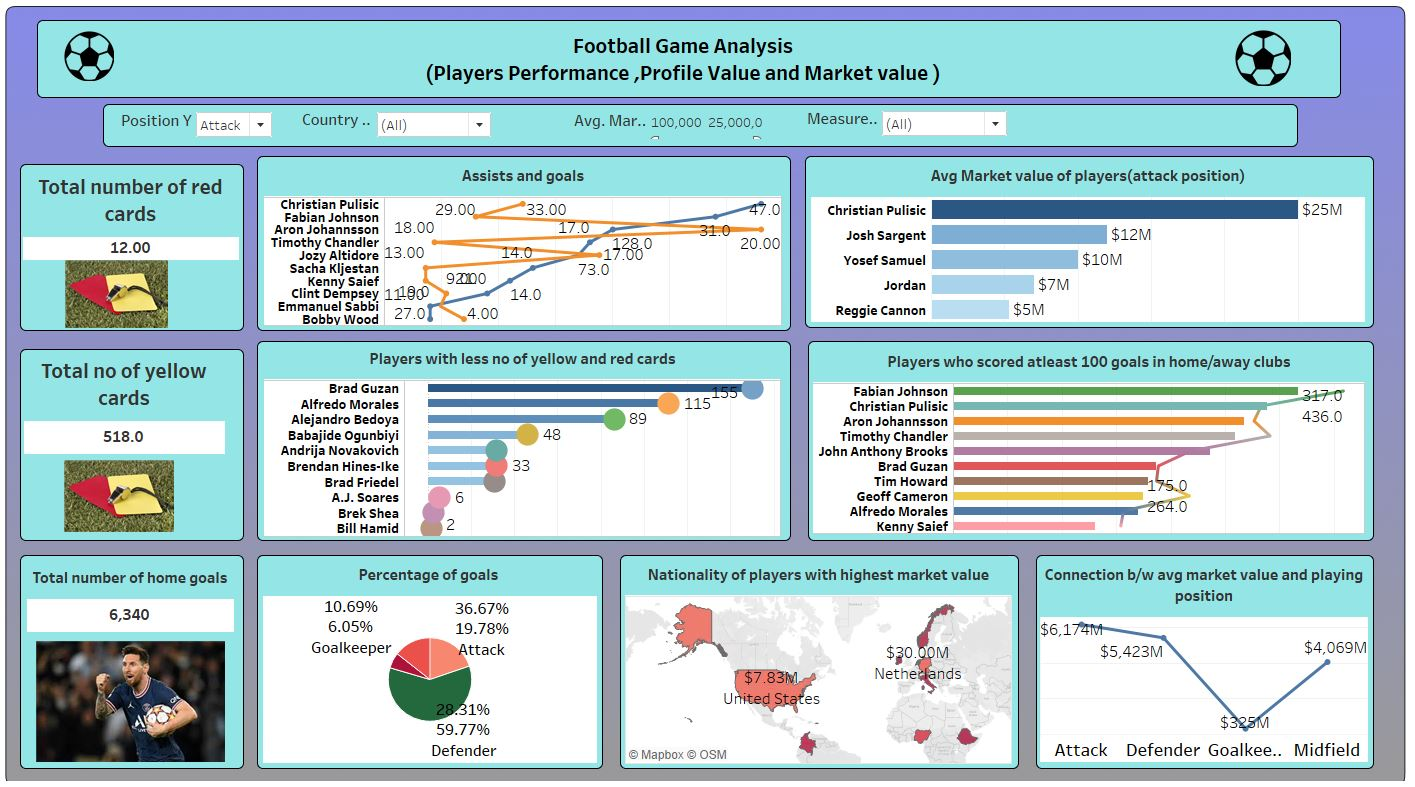 Football Game Analysis
(Players Performance ,Profile Value and Market value )
Position Y
Attack
Country ..
(All)
Avg. Mar..
100,000 25,000,0
Measure..
(All)
Total number of red
cards
12.00
Assists and goals
Christian Pulisic
Fabian Johnson
Aron Johannsson
Timothy Chandler
Jozy Altidore
Sacha Kljestan
Kenny Saief
Clint Dempsey
Emmanuel Sabbi
Bobby Wood
29.00
33.00
47.0
18.00
17.0
31.0
128.0
20.00
13.00
14.0
17.00
73.0
14.0
27.0
4.00
Avg Market value of players(attack position)
Christian Pulisic
$25M
Josh Sargent
$12M
Yosef Samuel
$10M
Jordan
$7M
Reggie Cannon
$5M
Total no of yellow
cards
518.0
Players with less no of yellow and red cards
Brad Guzan
155
Alfredo Morales
115
Alejandro Bedoya
89
Babajide Ogunbiyi
48
Andrija Novakovich
Brendan Hines-Ike
33
Brad Friedel
A.J. Soares
6
Brek Shea
Bill Hamid
2
Players who scored atleast 100 goals in home/away clubs
Fabian Johnson
317.0
Christian Pulisic
436.0
Aron Johannsson
Timothy Chandler
John Anthony Brooks
Brad Guzan
Tim Howard
175.0
Geoff Cameron
264.0
Alfredo Morales
Kenny Saief
Total number of home goals
6,340
Percentage of goals
10.69%
6.05%
Goalkeeper
36.67%
19.78%
Attack
28.31%
59.77%
Defender
Nationality of players with highest market value
$7.83M
United States
$30.00M
Netherlands
© Mapbox © OSM
Connection b/w avg market value and playing
position
$6,174M
$5,423M
$325M
$4,069M
Attack
Defender
Goalkee..
Midfield